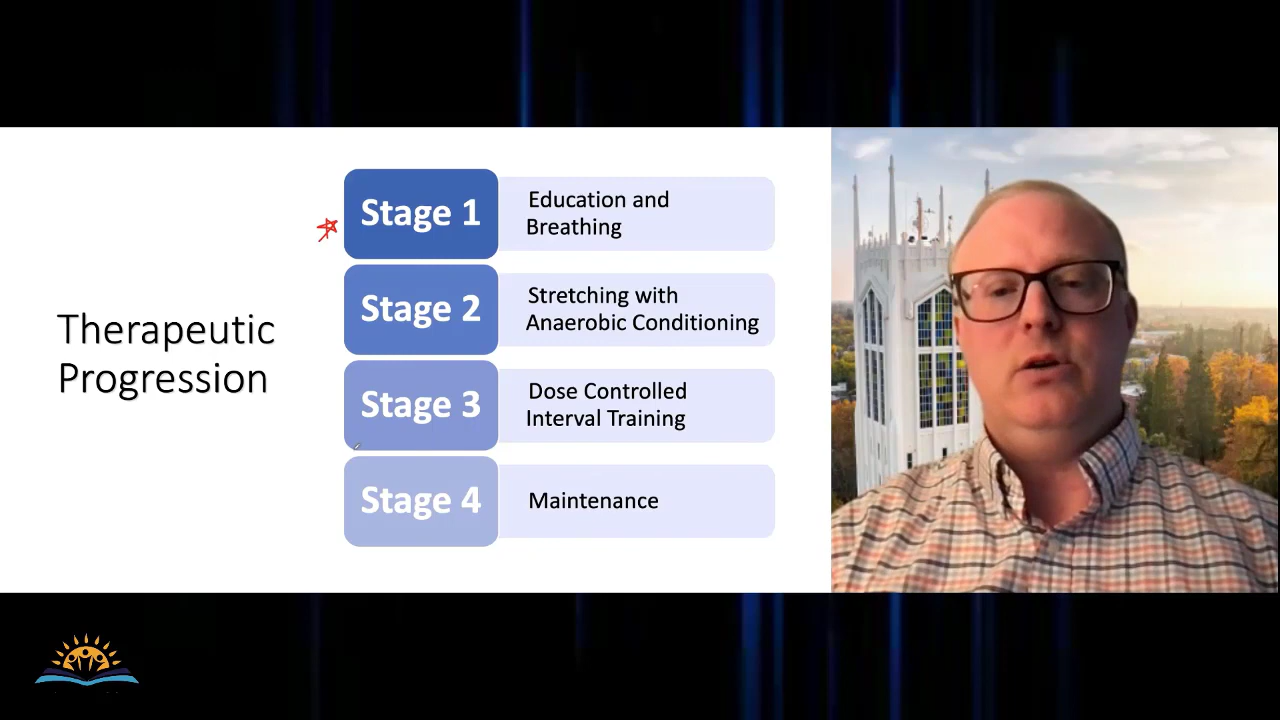 Therapeutic
Progression
Stage 1
Education and
Breathing
Stage 2
Stretching with
Anaerobic Conditioning
Stage 3
Dose Controlled
Interval Training
Stage 4
Maintenance